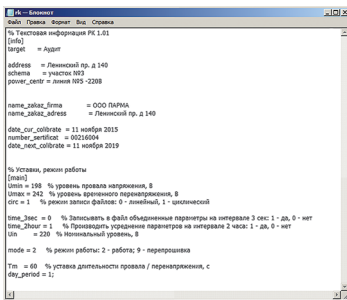 rk — Блокнот
Файл Правка Формат Вид Справка
% Текстовая информация РК 1.01
[info]
target = Аудит
address = Ленинский пр. д 140
schema = участок №3
power_centr = линия №5 -2208
name_zakaz_firma = ООО ПАРМА
name_zakaz_adress = Ленинский пр. д 140
date_cur_colibrate = 11 ноября 2015
number_sertificat = 00216004
date_next_colibrate = 11 ноября 2019
% Уставки, режим работы
[main]
Umin = 198 % уровень провала напряжения, В
Umax = 242 % уровень временного перенапряжения, В
circ = 1 % режим записи файлов: 0 - линейный, 1 - циклический
time_3sec = 0 % Записывать в файл объединенные параметры на интервале 3 сек: 1 - да, 0 - нет
time_2hour = 1 % Производить усреднение параметров на интервале 2 часа: 1 - да, 0 - нет
Uin = 220 % Номинальный уровень, В
mode = 2 % режим работы: 2 - работа; 9 - перепрошивка
Tm = 60 % уставка длительности провала / перенапряжения, с
day_period = 1;